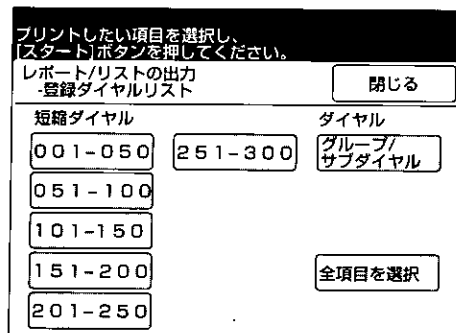 プリントしたい項目を選択し、
[スタート]ボタンを押してください。
レポート/リストの出力
-登録ダイヤルリスト
閉じる
短縮ダイヤル
ダイヤル
001-050
251-300
グループ/
サブダイヤル
051-100
101-150
151-200
全項目を選択
201-250